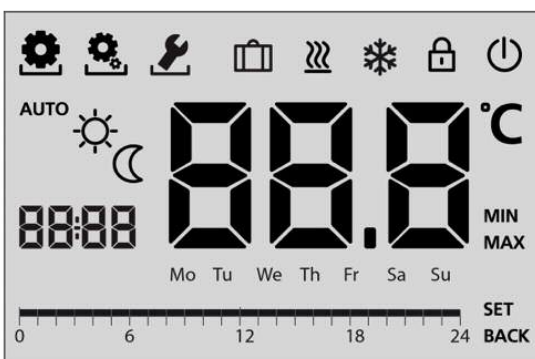 AUTO
88.8 °C
88:88
MIN
MAX
Mo Tu We Th Fr Sa Su
SET
0 6 12 18 24 BACK